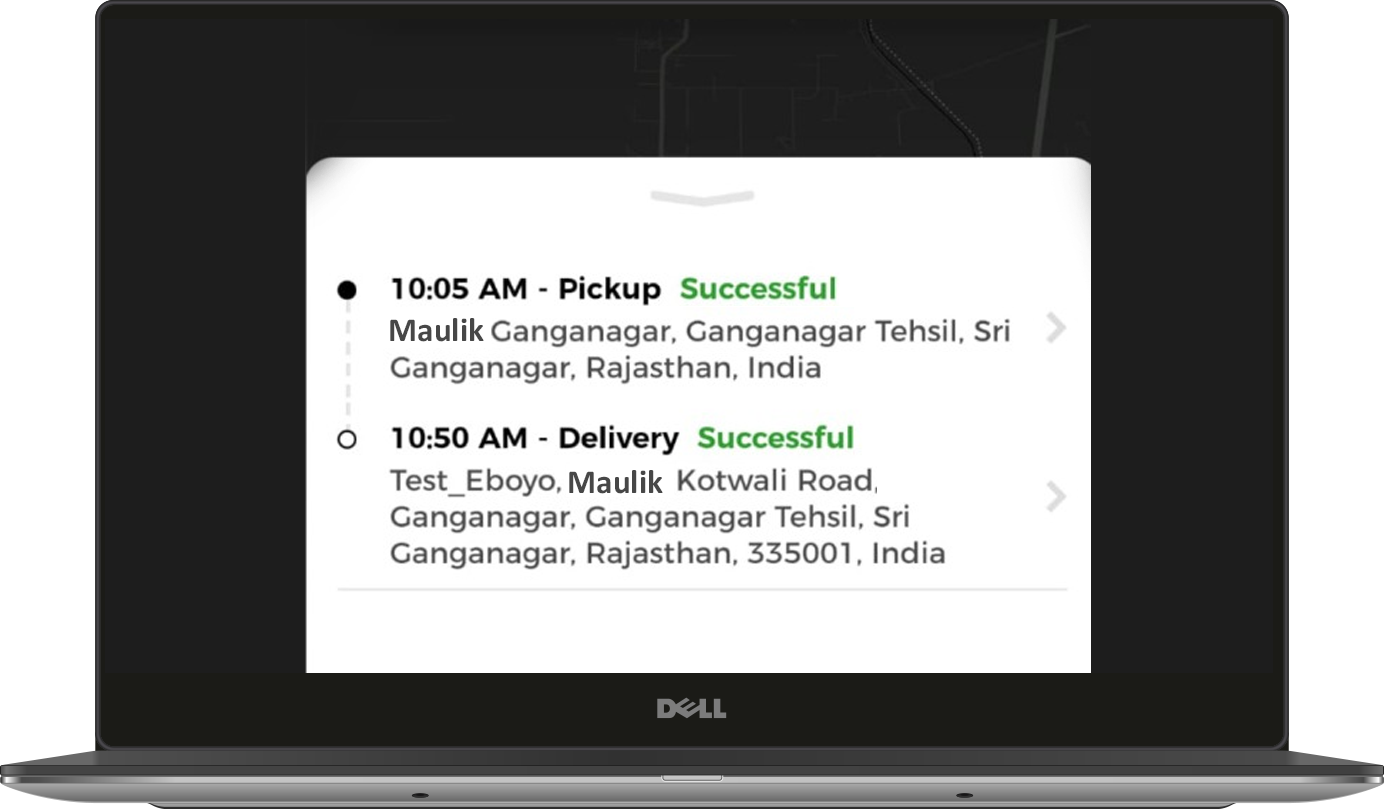 10:05 AM - Pickup Successful
Maulik Ganganagar, Ganganagar Tehsil, Sri
Ganganagar, Rajasthan, India
10:50 AM - Delivery Successful
Test_Eboyo, Maulik Kotwali Road,
Ganganagar, Ganganagar Tehsil, Sri
Ganganagar, Rajasthan, 335001, India
DELL